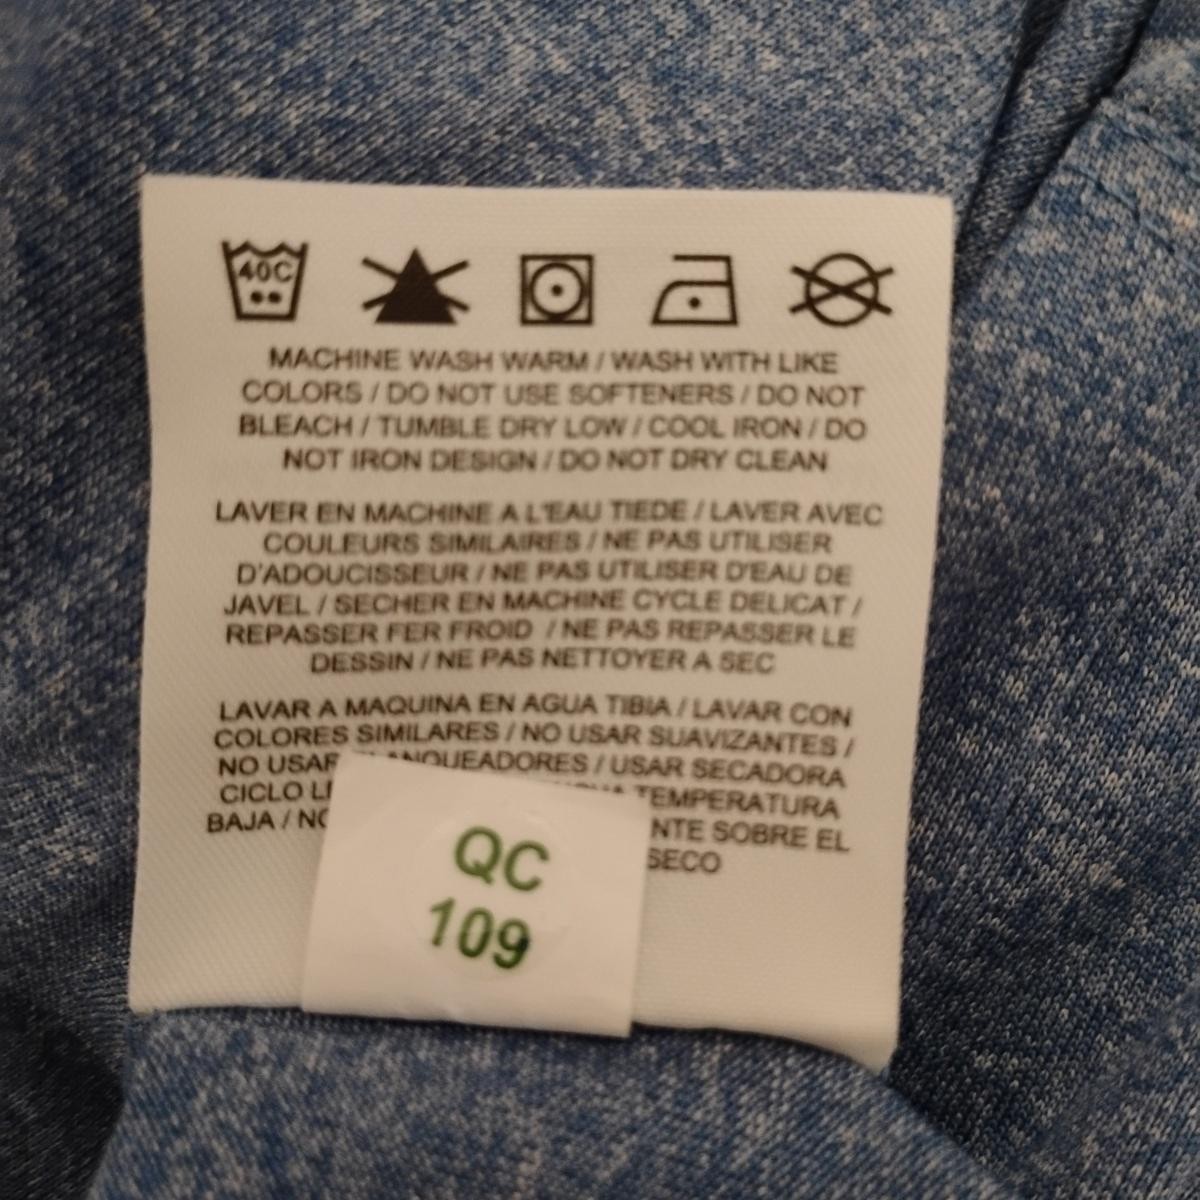 40C
MACHINE WASH WARM / WASH WITH LIKE
COLORS / DO NOT USE SOFTENERS / DO NOT
BLEACH / TUMBLE DRY LOW / COOL IRON / DO
NOT IRON DESIGN / DO NOT DRY CLEAN
LAVER EN MACHINE A L'EAU TIEDE / LAVER AVEC
COULEURS SIMILAIRES / NE PAS UTILISER
D'ADOUCISSEUR / NE PAS UTILISER D'EAU DE
JAVEL / SECHER EN MACHINE CYCLE DELICAT /
REPASSER FER FROID / NE PAS REPASSER LE
DESSIN / NE PAS NETTOYER A SEC
LAVAR A MAQUINA EN AGUA TIBIA / LAVAR CON
COLORES SIMILARES / NO USAR SUAVIZANTES /
NO USAR / USAR SECADORA
CICLO TEMPERATURA
BAJA / SOBRE EL
SECO
QC
109